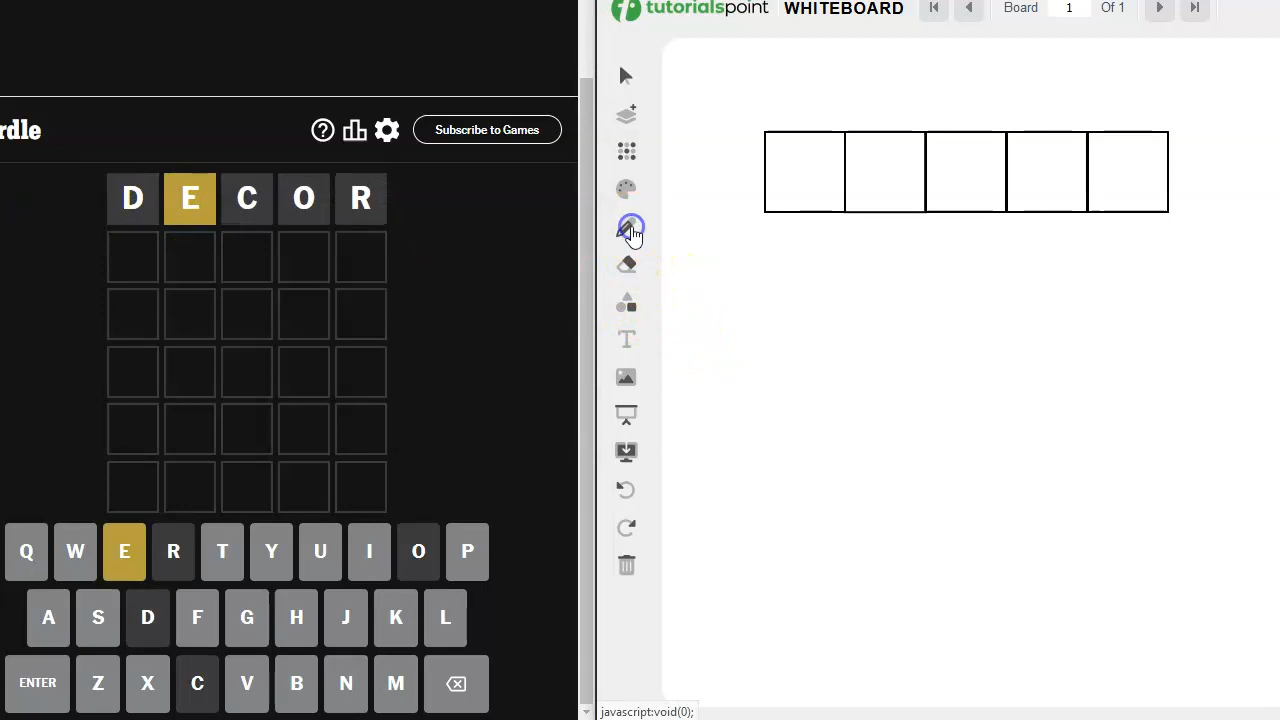 tutorialspoint WHITEBOARD Board 1 Of 1
rdle Subscribe to Games
D E C O R
Q W E R T Y U I O P
A S D F G H J K L
ENTER Z X C V B N M
javascript:void(0);